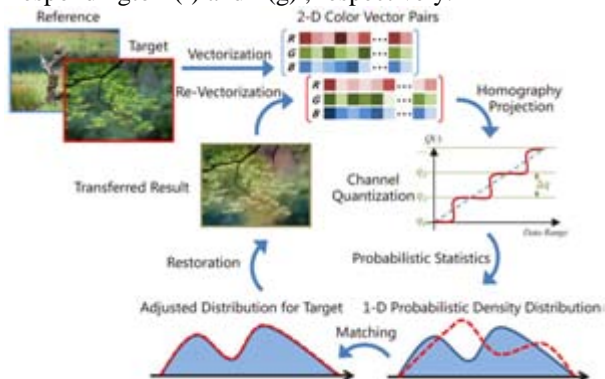 Reference
2-D Color Vector Pairs
Target
Vectorization
R
G
B
Re-Vectorization
R
G
B
Homography
Projection
Transferred Result
Channel
Quantization
Data Range
Restoration
Probabilistic Statistics
Adjusted Distribution for Target
1-D Probabilistic Density Distribution
Matching